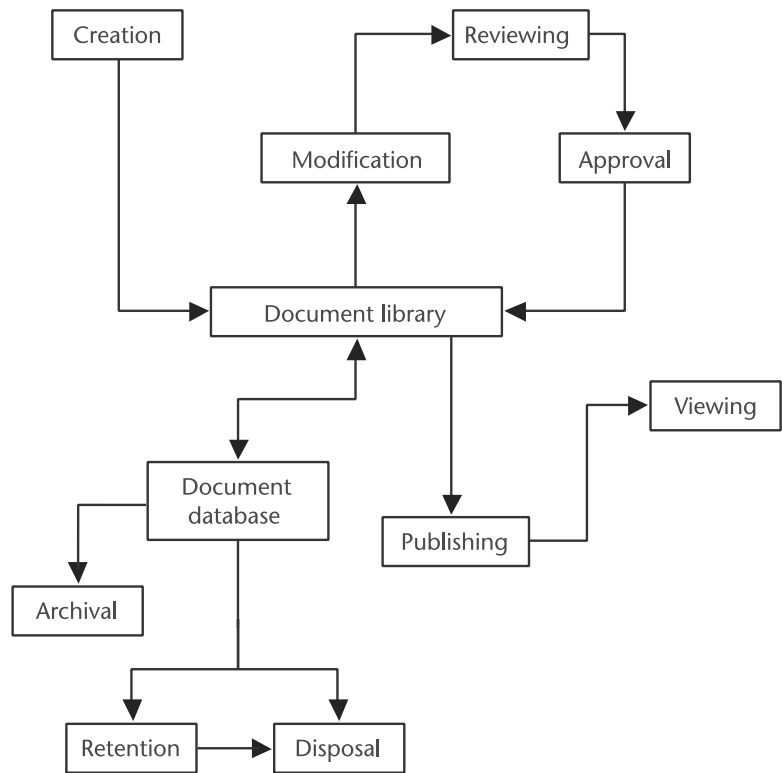 Creation
Reviewing
Modification
Approval
Document library
Viewing
Document
database
Publishing
Archival
Retention
Disposal